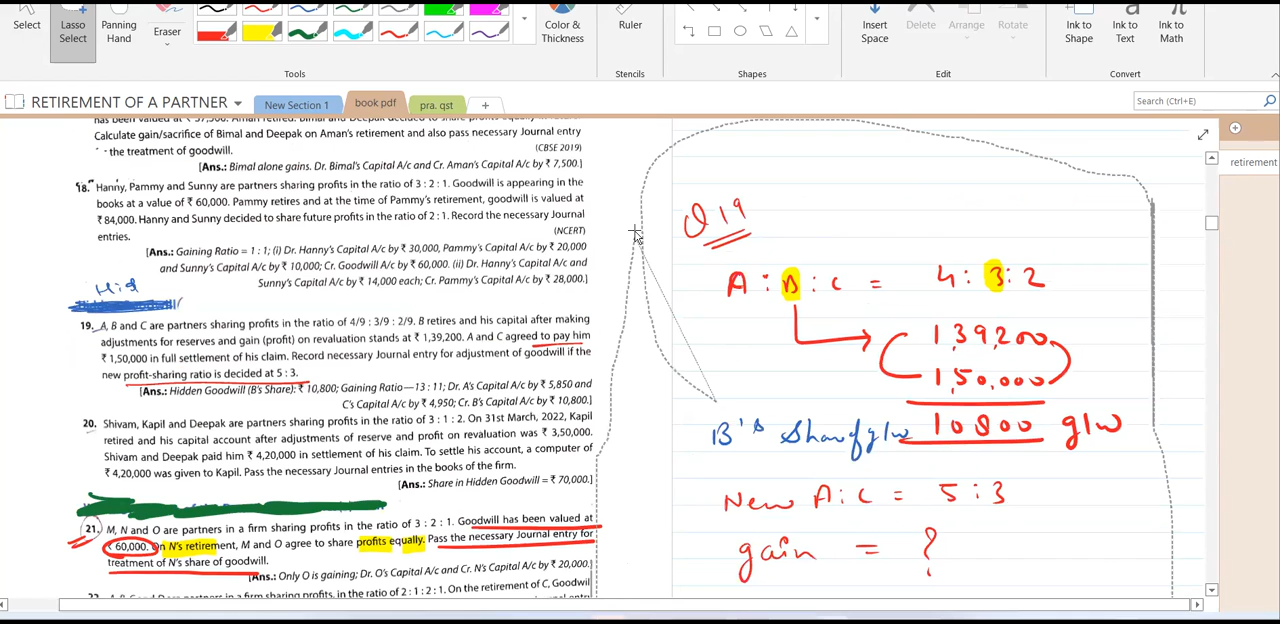 Select
Lasso Select
Panning Hand
Eraser
Color & Thickness
Ruler
Insert Space
Delete
Arrange
Rotate
Ink to Shape
Ink to Text
Ink to Math
Tools
Stencils
Shapes
Edit
Convert
RETIREMENT OF A PARTNER
New Section 1
book pdf
pra. qst
+
Search (Ctrl+E)
retirement
Calculate gain/sacrifice of Bimal and Deepak on Aman's retirement and also pass necessary Journal entry
the treatment of goodwill. (CBSE 2019)
[Ans.: Bimal alone gains. Dr. Bimal's Capital A/c and Cr. Aman's Capital A/c by ₹ 7,500.]
18. Hanny, Pammy and Sunny are partners sharing profits in the ratio of 3 : 2 : 1. Goodwill is appearing in the
books at a value of ₹ 60,000. Pammy retires and at the time of Pammy's retirement, goodwill is valued at
₹ 84,000. Hanny and Sunny decided to share future profits in the ratio of 2 : 1. Record the necessary Journal
entries. (NCERT)
[Ans.: Gaining Ratio = 1 : 1; (i) Dr. Hanny's Capital A/c by ₹ 30,000, Pammy's Capital A/c by ₹ 20,000
and Sunny's Capital A/c by ₹ 10,000; Cr. Goodwill A/c by ₹ 60,000. (ii) Dr. Hanny's Capital A/c and
Sunny's Capital A/c by ₹ 14,000 each; Cr. Pammy's Capital A/c by ₹ 28,000.]
19. A, B and C are partners sharing profits in the ratio of 4/9 : 3/9 : 2/9. B retires and his capital after making
adjustments for reserves and gain (profit) on revaluation stands at ₹ 1,39,200. A and C agreed to pay him
₹ 1,50,000 in full settlement of his claim. Record necessary Journal entry for adjustment of goodwill if the
new profit-sharing ratio is decided at 5 : 3.
[Ans.: Hidden Goodwill (B's Share): ₹ 10,800; Gaining Ratio—13 : 11; Dr. A's Capital A/c by ₹ 5,850 and
C's Capital A/c by ₹ 4,950; Cr. B's Capital A/c by ₹ 10,800.]
20. Shivam, Kapil and Deepak are partners sharing profits in the ratio of 3 : 1 : 2. On 31st March, 2022, Kapil
retired and his capital account after adjustments of reserve and profit on revaluation was ₹ 3,50,000.
Shivam and Deepak paid him ₹ 4,20,000 in settlement of his claim. To settle his account, a computer of
₹ 4,20,000 was given to Kapil. Pass the necessary Journal entries in the books of the firm.
[Ans.: Share in Hidden Goodwill = ₹ 70,000.]
21. M, N and O are partners in a firm sharing profits in the ratio of 3 : 2 : 1. Goodwill has been valued at
₹ 60,000. On N's retirement, M and O agree to share profits equally. Pass the necessary Journal entry for
treatment of N's share of goodwill.
[Ans.: Only O is gaining; Dr. O's Capital A/c and Cr. N's Capital A/c by ₹ 20,000.]
Q 19
A : B : C = 4 : 3 : 2
1,39,200
1,50,000
B's Share of g/w 10800 g/w
New A : C = 5 : 3
gain = ?